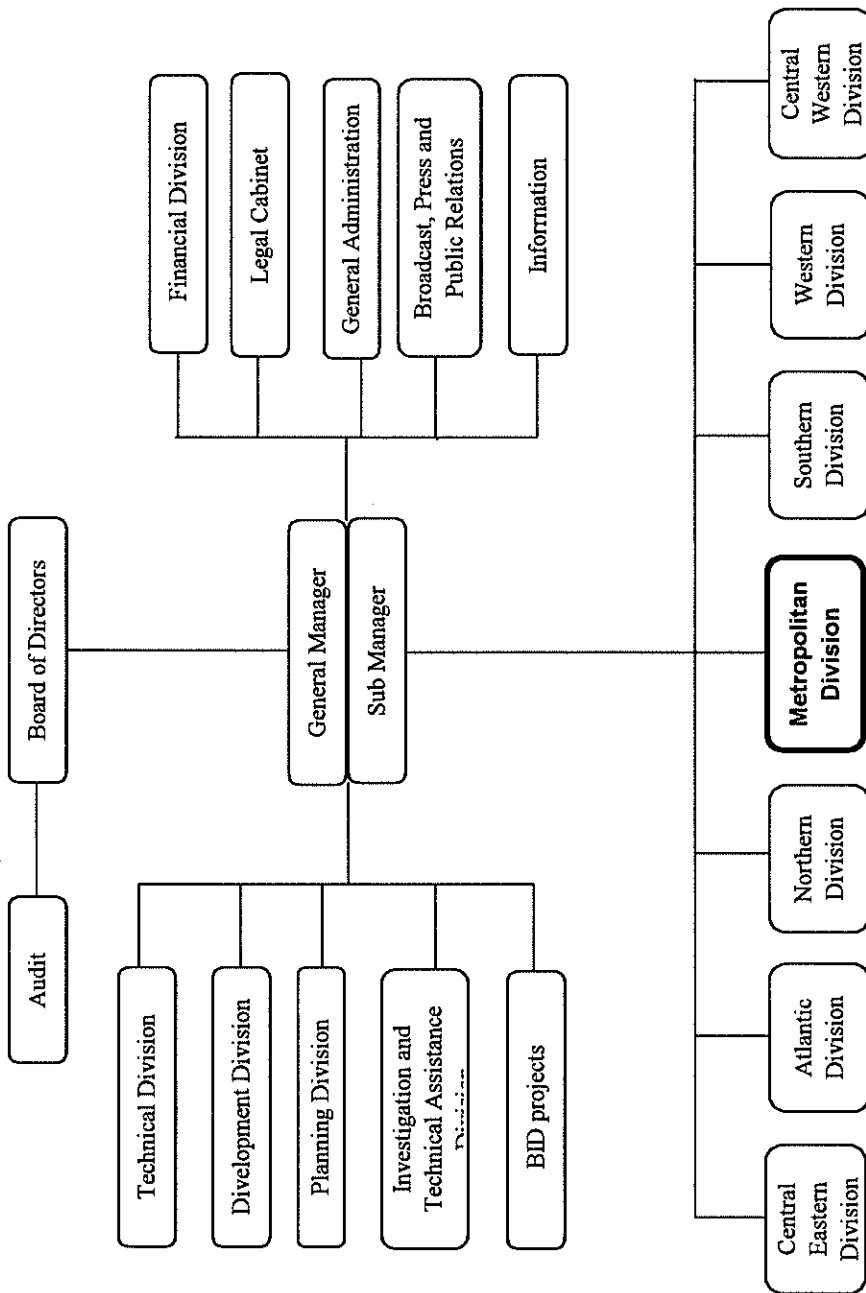 Audit
Board of Directors
Technical Division
Divelopment Division
Planning Division
Investigation and
Technical Assistance
BID projects
General Manager
Sub Manager
Financial Division
Legal Cabinet
General Administration
Broadcast, Press and
Public Relations
Information
Central
Eastern
Division
Atlantic
Division
Northern
Division
Metropolitan
Division
Southern
Division
Western
Division
Central
Western
Division